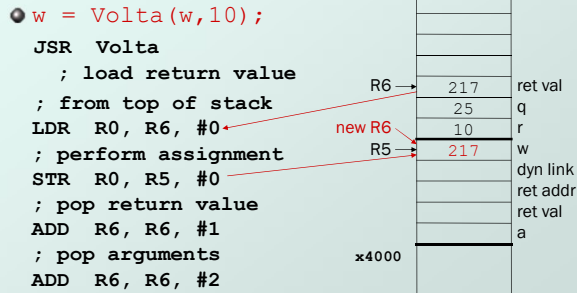 w = Volta(w,10);
JSR Volta
; load return value
; from top of stack
LDR R0, R6, #0
; perform assignment
STR R0, R5, #0
; pop return value
ADD R6, R6, #1
; pop arguments
ADD R6, R6, #2
R6 217 ret val
25 q
10 r
new R6
R5 217 w
dyn link
ret addr
ret val
a
x4000